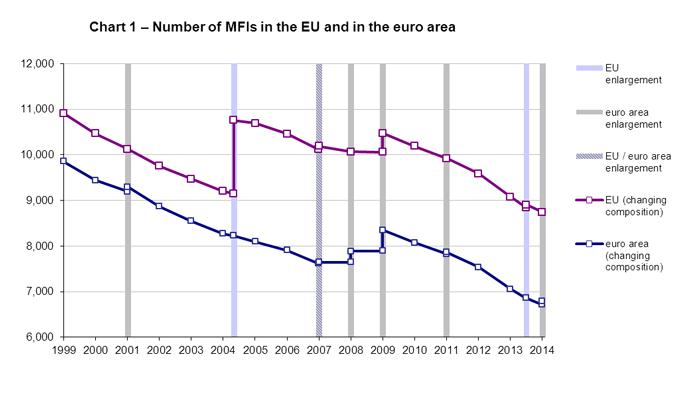 Chart 1 – Number of MFIs in the EU and in the euro area
12,000
11,000
10,000
9,000
8,000
7,000
6,000
1999 2000 2001 2002 2003 2004 2005 2006 2007 2008 2009 2010 2011 2012 2013 2014
EU
enlargement
euro area
enlargement
EU / euro area
enlargement
EU (changing
composition)
euro area
(changing
composition)